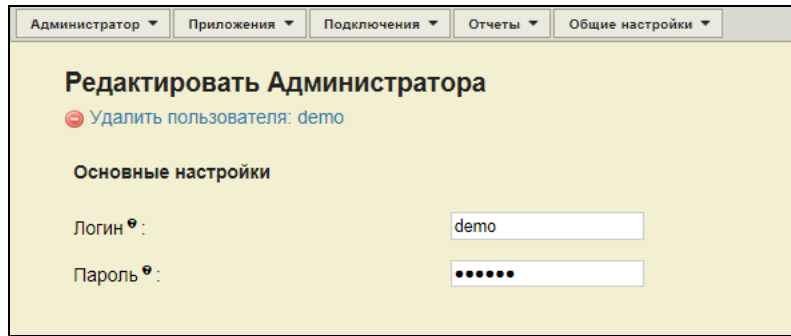 Администратор Приложения Подключения Отчеты Общие настройки
Редактировать Администратора
Удалить пользователя: demo
Основные настройки
Логин : demo
Пароль : ••••••